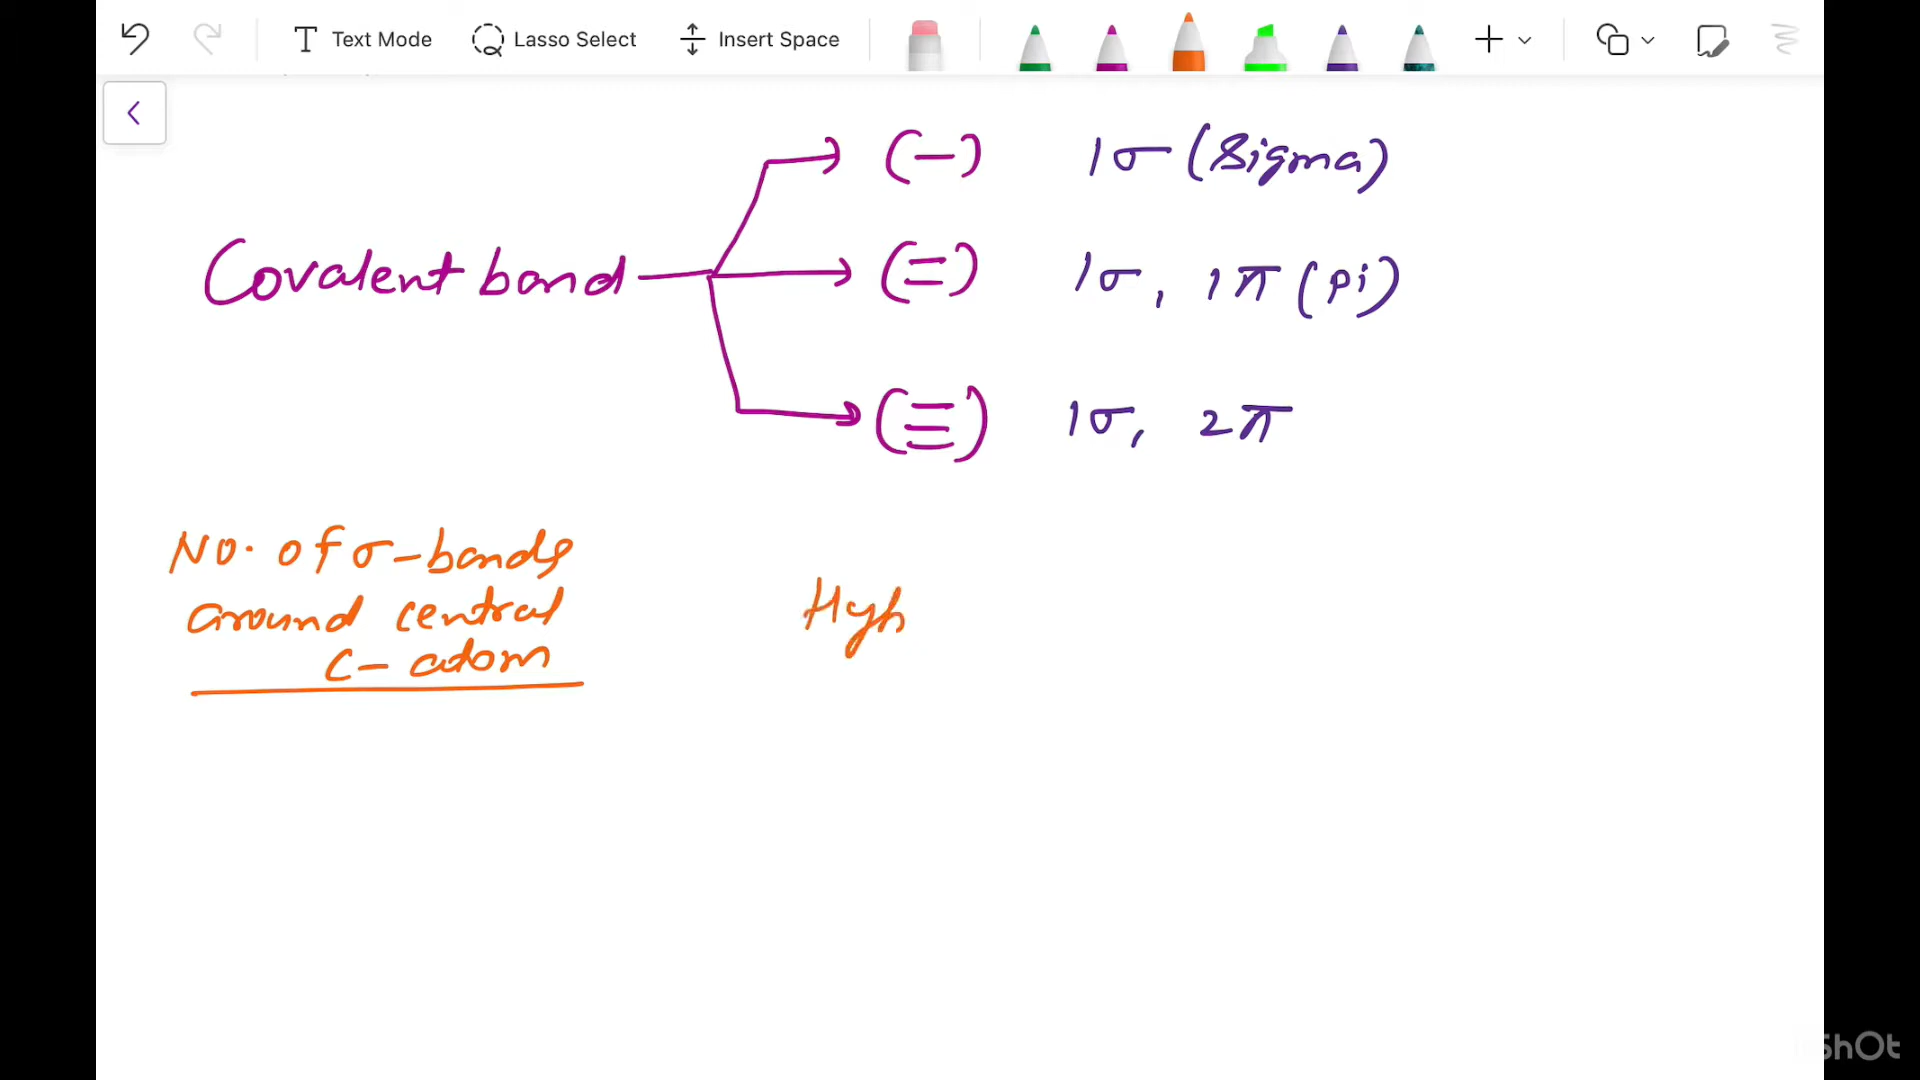 Text Mode Lasso Select Insert Space
(-) 1σ (Sigma)
Covalent bond (=) 1σ, 1π (pi)
(≡) 1σ, 2π
No. of σ-bonds
around central
C- atom
Hyb
shOt